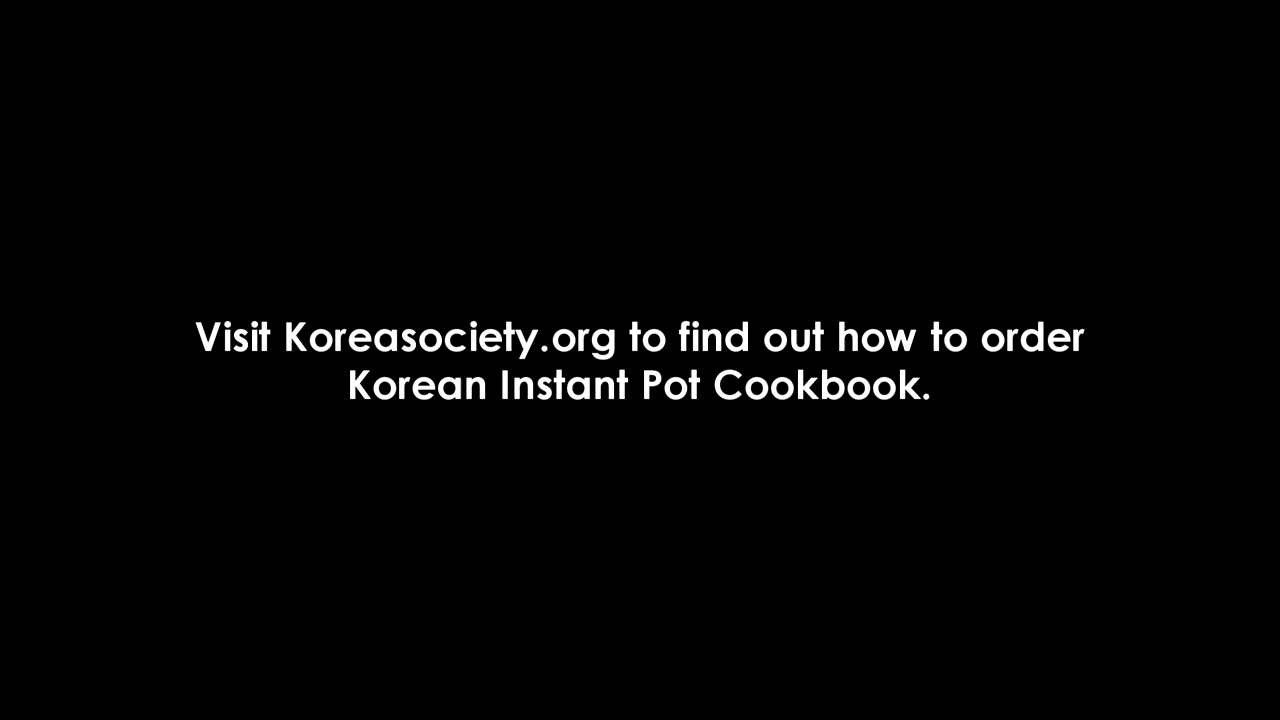 Visit Koreasociety.org to find out how to order
Korean Instant Pot Cookbook.